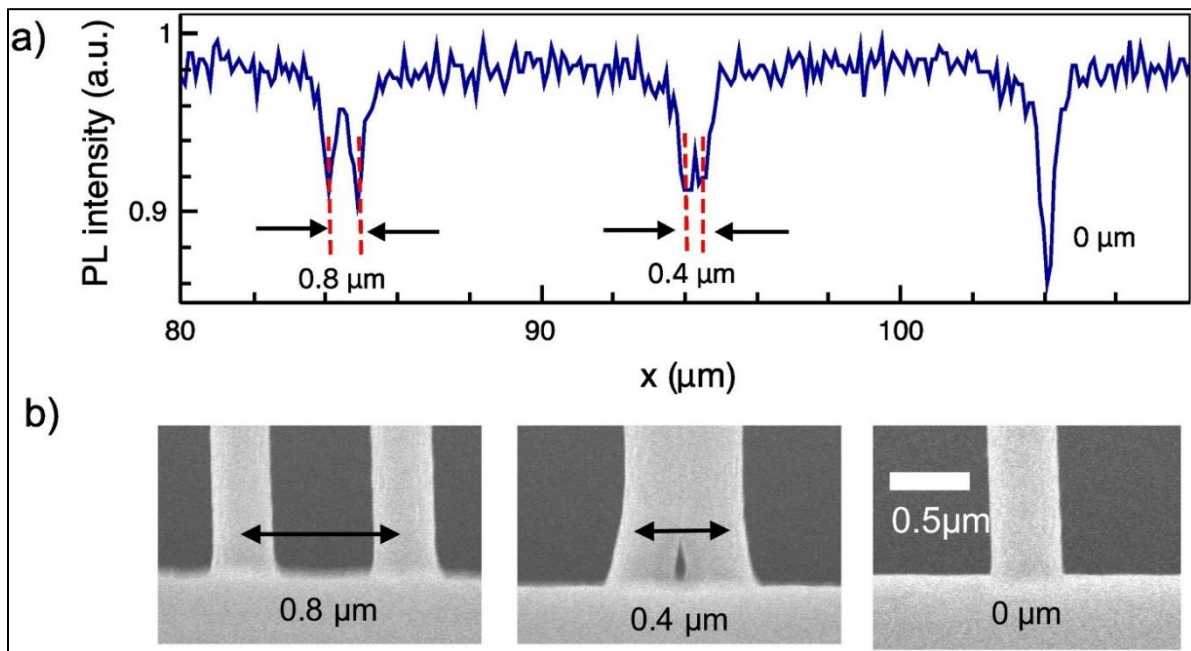 a)
PL intensity (a.u.)
1
0.9
0.8 µm
0.4 µm
0 µm
80
90
100
x (µm)
b)
0.8 µm
0.4 µm
0.5µm
0 µm